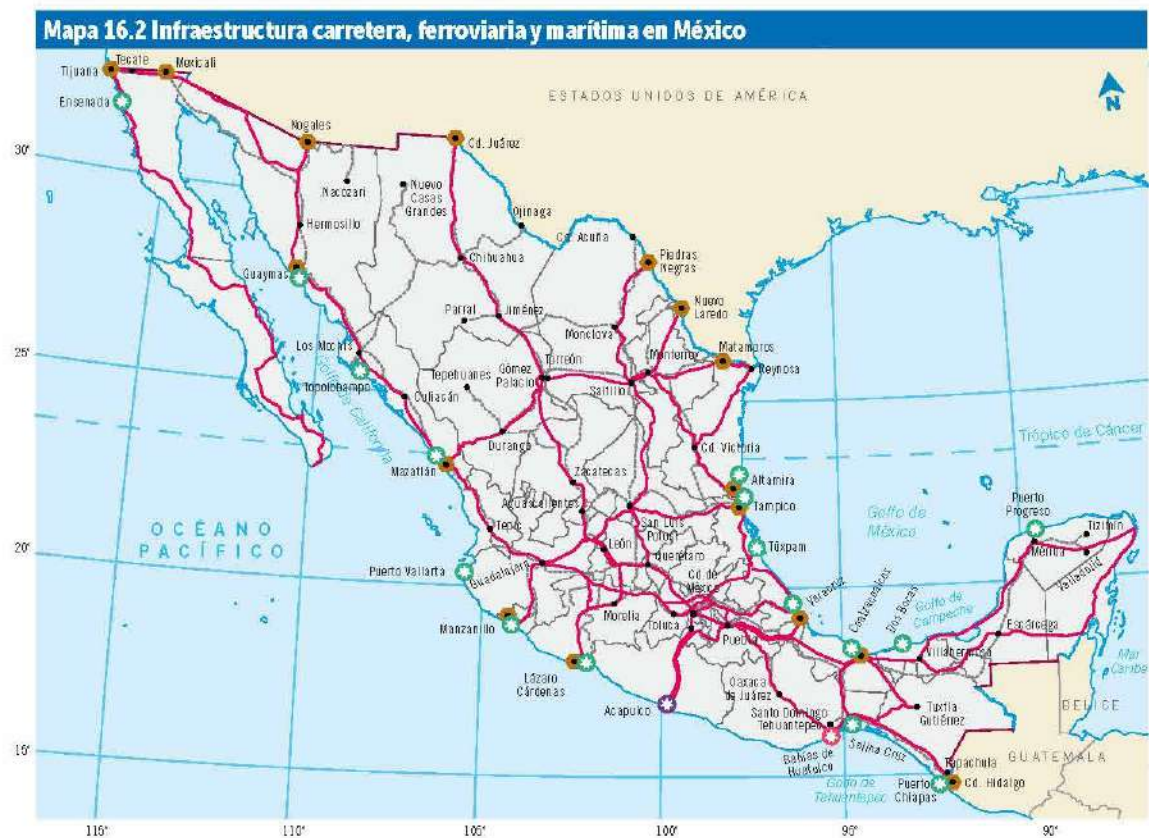 Mapa 16.2 Infraestructura carretera, ferroviaria y marítima en México
Tecate
Mexicali
Tijuana
Ensenada
ESTADOS UNIDOS DE AMÉRICA
N
Nogales
Cd. Juárez
30°
Nacozari
Nuevo
Casas
Grandes
Ojinaga
Hermosillo
Cd. Acuña
Chihuahua
Piedras
Negras
Guaymas
Nuevo
Laredo
Parral
Jiménez
Monclova
Matamoros
25°
Los Mochis
Torreón
Monterrey
Reynosa
Topolobampo
Tepehuanes
Gómez
Palacio
Saltillo
Culiacán
Golfo de California
Trópico de Cáncer
Durango
Cd. Victoria
Mazatlán
Zacatecas
Altamira
Aguascalientes
Tampico
Puerto
Progreso
OCÉANO
PACÍFICO
Golfo de
México
Tizimín
Tepic
San Luis
Potosí
León
Túxpam
Mérida
20°
Querétaro
Valladolid
Puerto Vallarta
Guadalajara
Cd. de
México
Veracruz
Coatzacoalcos
Dos Bocas
Golfo de
Campeche
Manzanillo
Morelia
Toluca
Puebla
Escárcega
Villahermosa
Mar
Caribe
Lázaro
Cárdenas
Oaxaca
de Juárez
Acapulco
Tuxtla
Gutiérrez
BELICE
Santo Domingo
Tehuantepec
Salina Cruz
15°
Bahías de
Huatulco
GUATEMALA
Tapachula
Golfo de
Tehuantepec
Puerto
Chiapas
Cd. Hidalgo
115°
110°
105°
100°
95°
90°